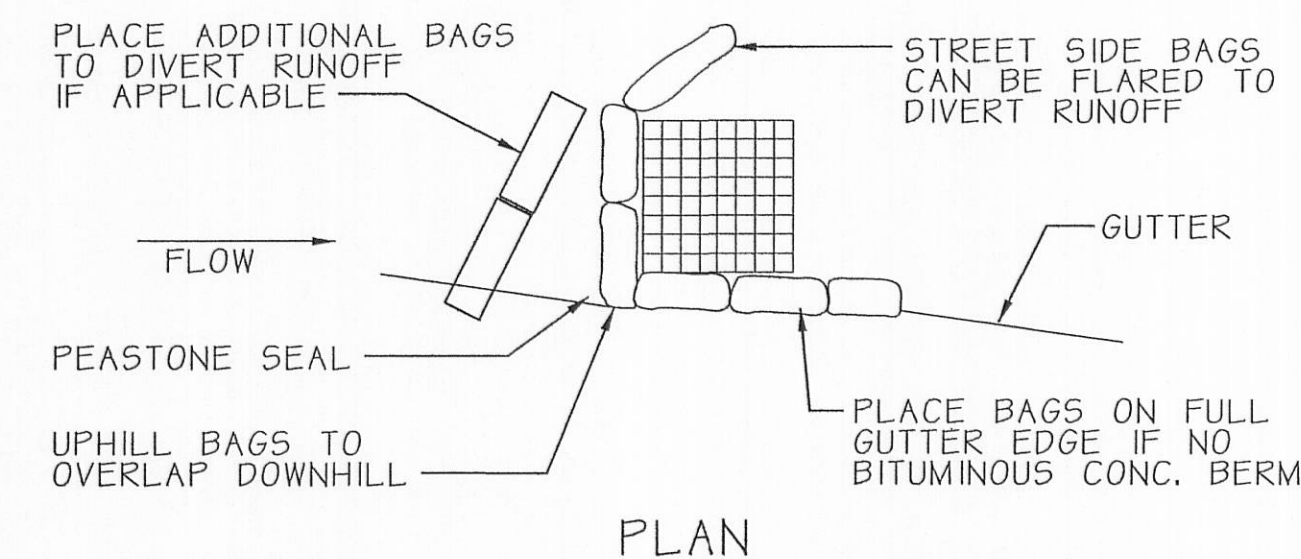 PLACE ADDITIONAL BAGS
TO DIVERT RUNOFF
IF APPLICABLE
STREET SIDE BAGS
CAN BE FLARED TO
DIVERT RUNOFF
FLOW
GUTTER
PEASTONE SEAL
UPHILL BAGS TO
OVERLAP DOWNHILL
PLACE BAGS ON FULL
GUTTER EDGE IF NO
BITUMINOUS CONC. BERM
PLAN